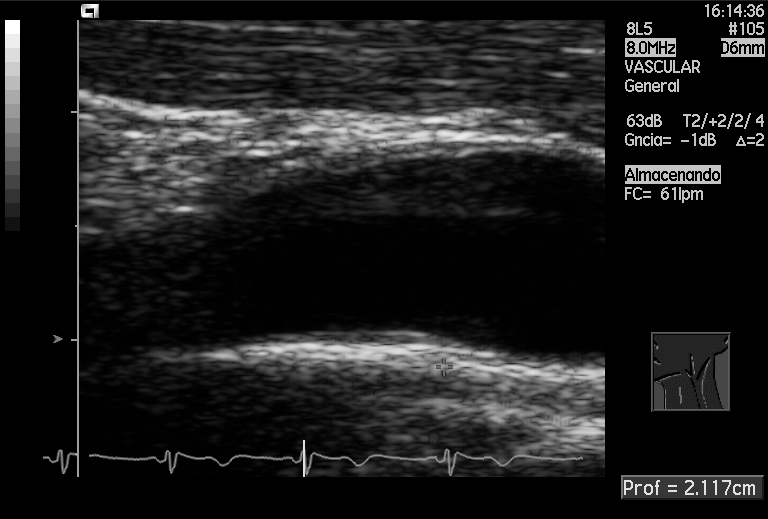 16:14:36
8L5 #105
8.0MHz 06mm
VASCULAR
General
63dB T2/+2/2/ 4
Gncia= -1dB Δ=2
Almacenando
FC= 61lpm
Prof = 2.117cm